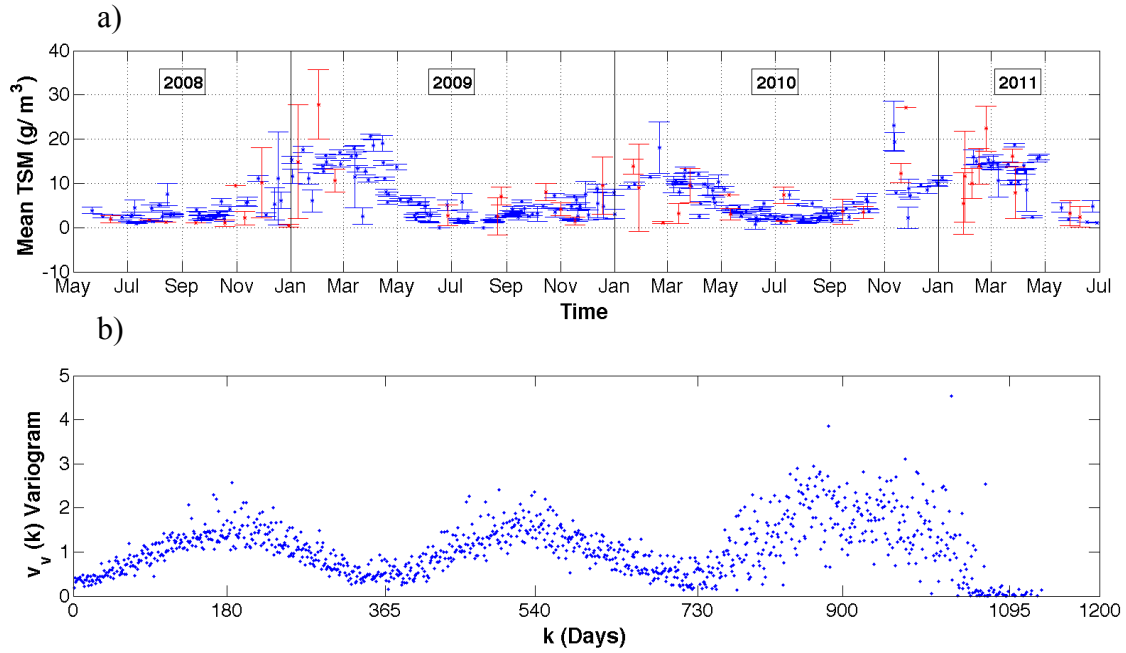 a)
40
30
20
10
0
-10
Mean TSM (g/ m³)
2008
2009
2010
2011
May Jul Sep Nov Jan Mar May Jul Sep Nov Jan Mar May Jul Sep Nov Jan Mar May Jul
Time
b)
5
4
3
2
1
0
v_v (k) Variogram
0 180 365 540 730 900 1095 1200
k (Days)